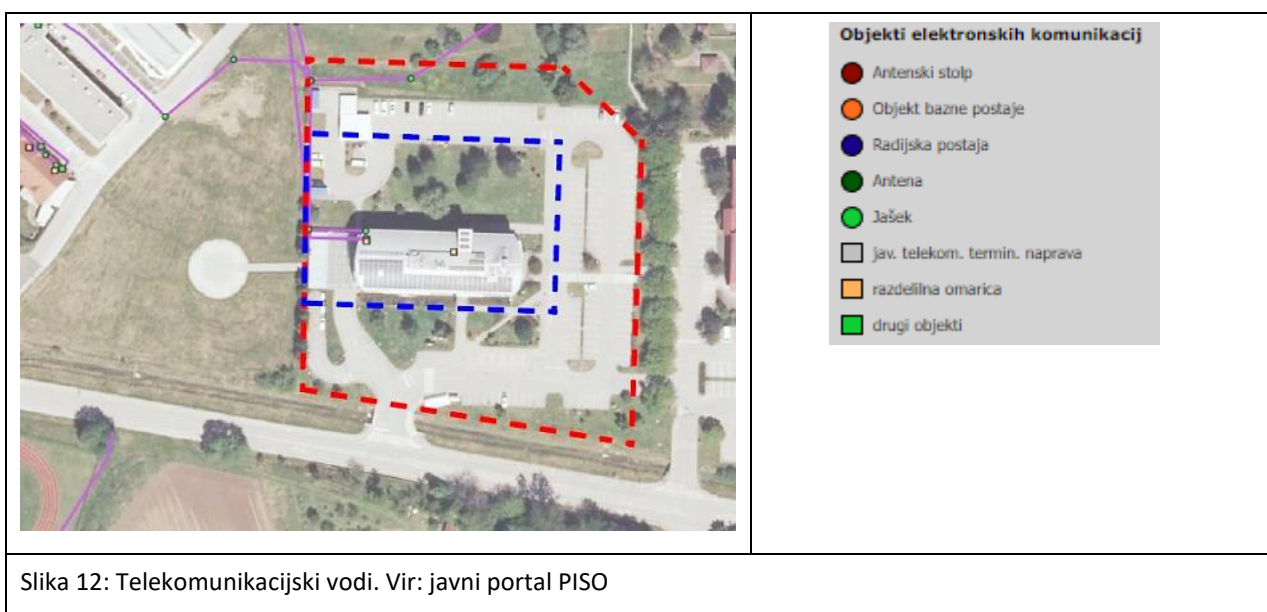 Objekti elektronskih komunikacij
Antenski stolp
Objekt bazne postaje
Radijska postaja
Antena
Jašek
jav. telekom. termin. naprava
razdelilna omarica
drugi objekti
Slika 12: Telekomunikacijski vodi. Vir: javni portal PISO